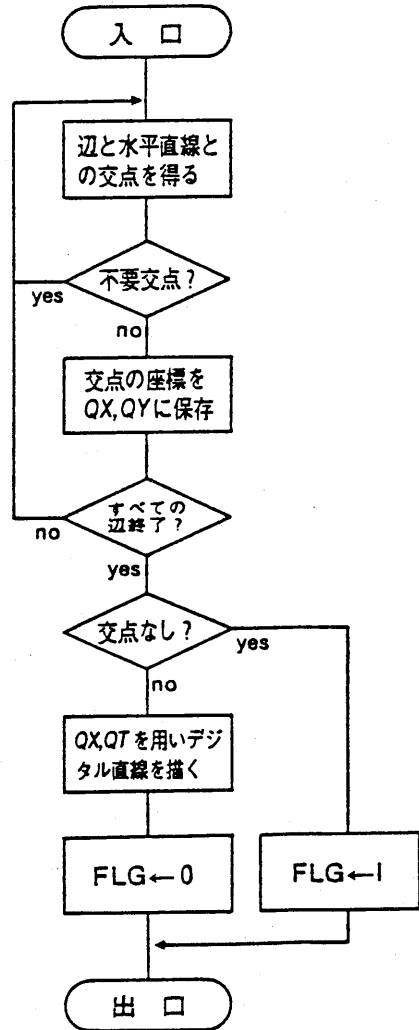 入 口
辺と水平直線と
の交点を得る
不要交点?
yes
no
交点の座標を
QX,QYに保存
すべての
辺終了?
no
yes
交点なし?
yes
no
QX,QTを用いデジ
タル直線を描く
FLG←0
FLG←1
出 口